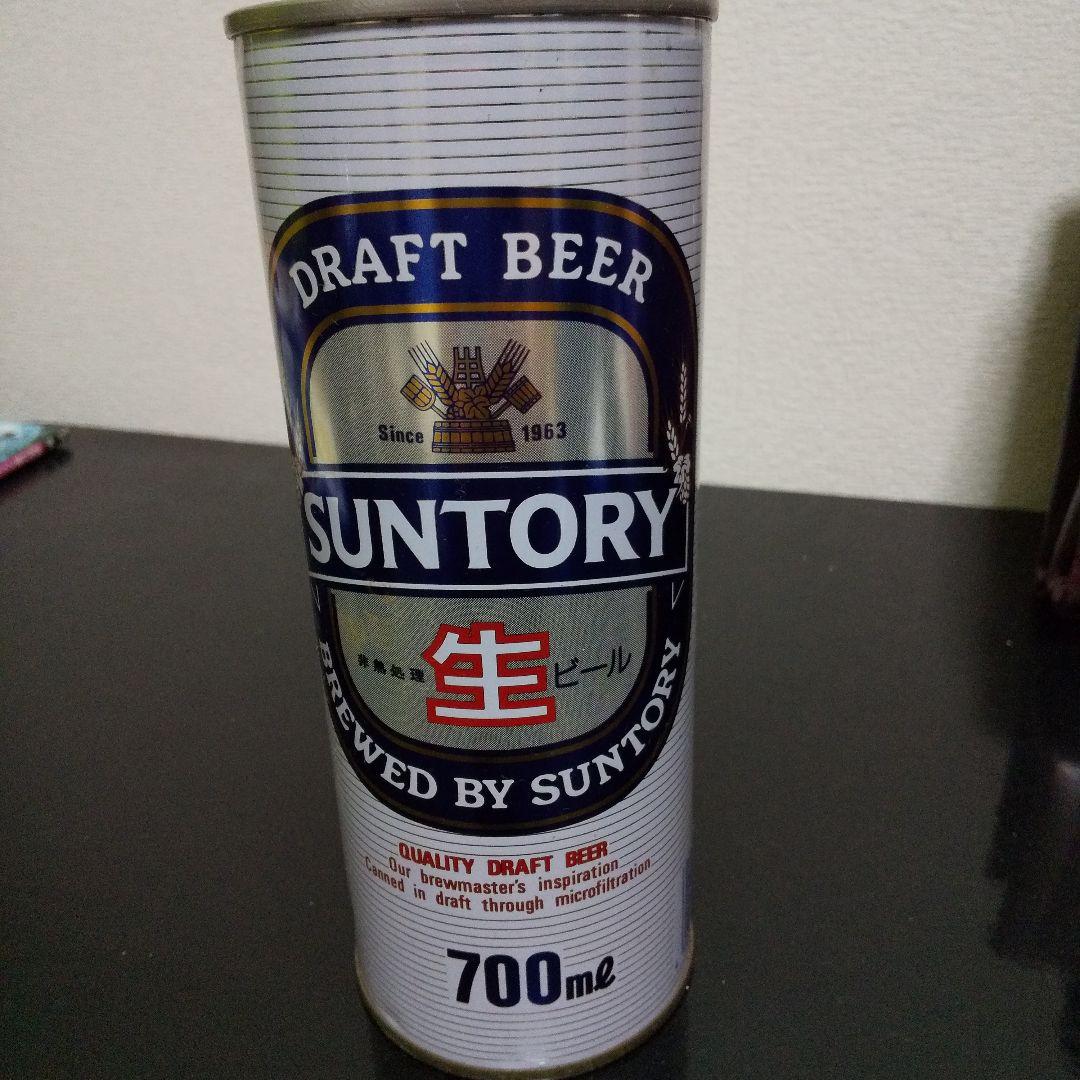 DRAFT BEER
Since 1963
SUNTORY
非熱処理 生 ビール
BREWED BY SUNTORY
QUALITY DRAFT BEER
Our brewmaster's inspiration
Canned in draft through microfiltration
700ml